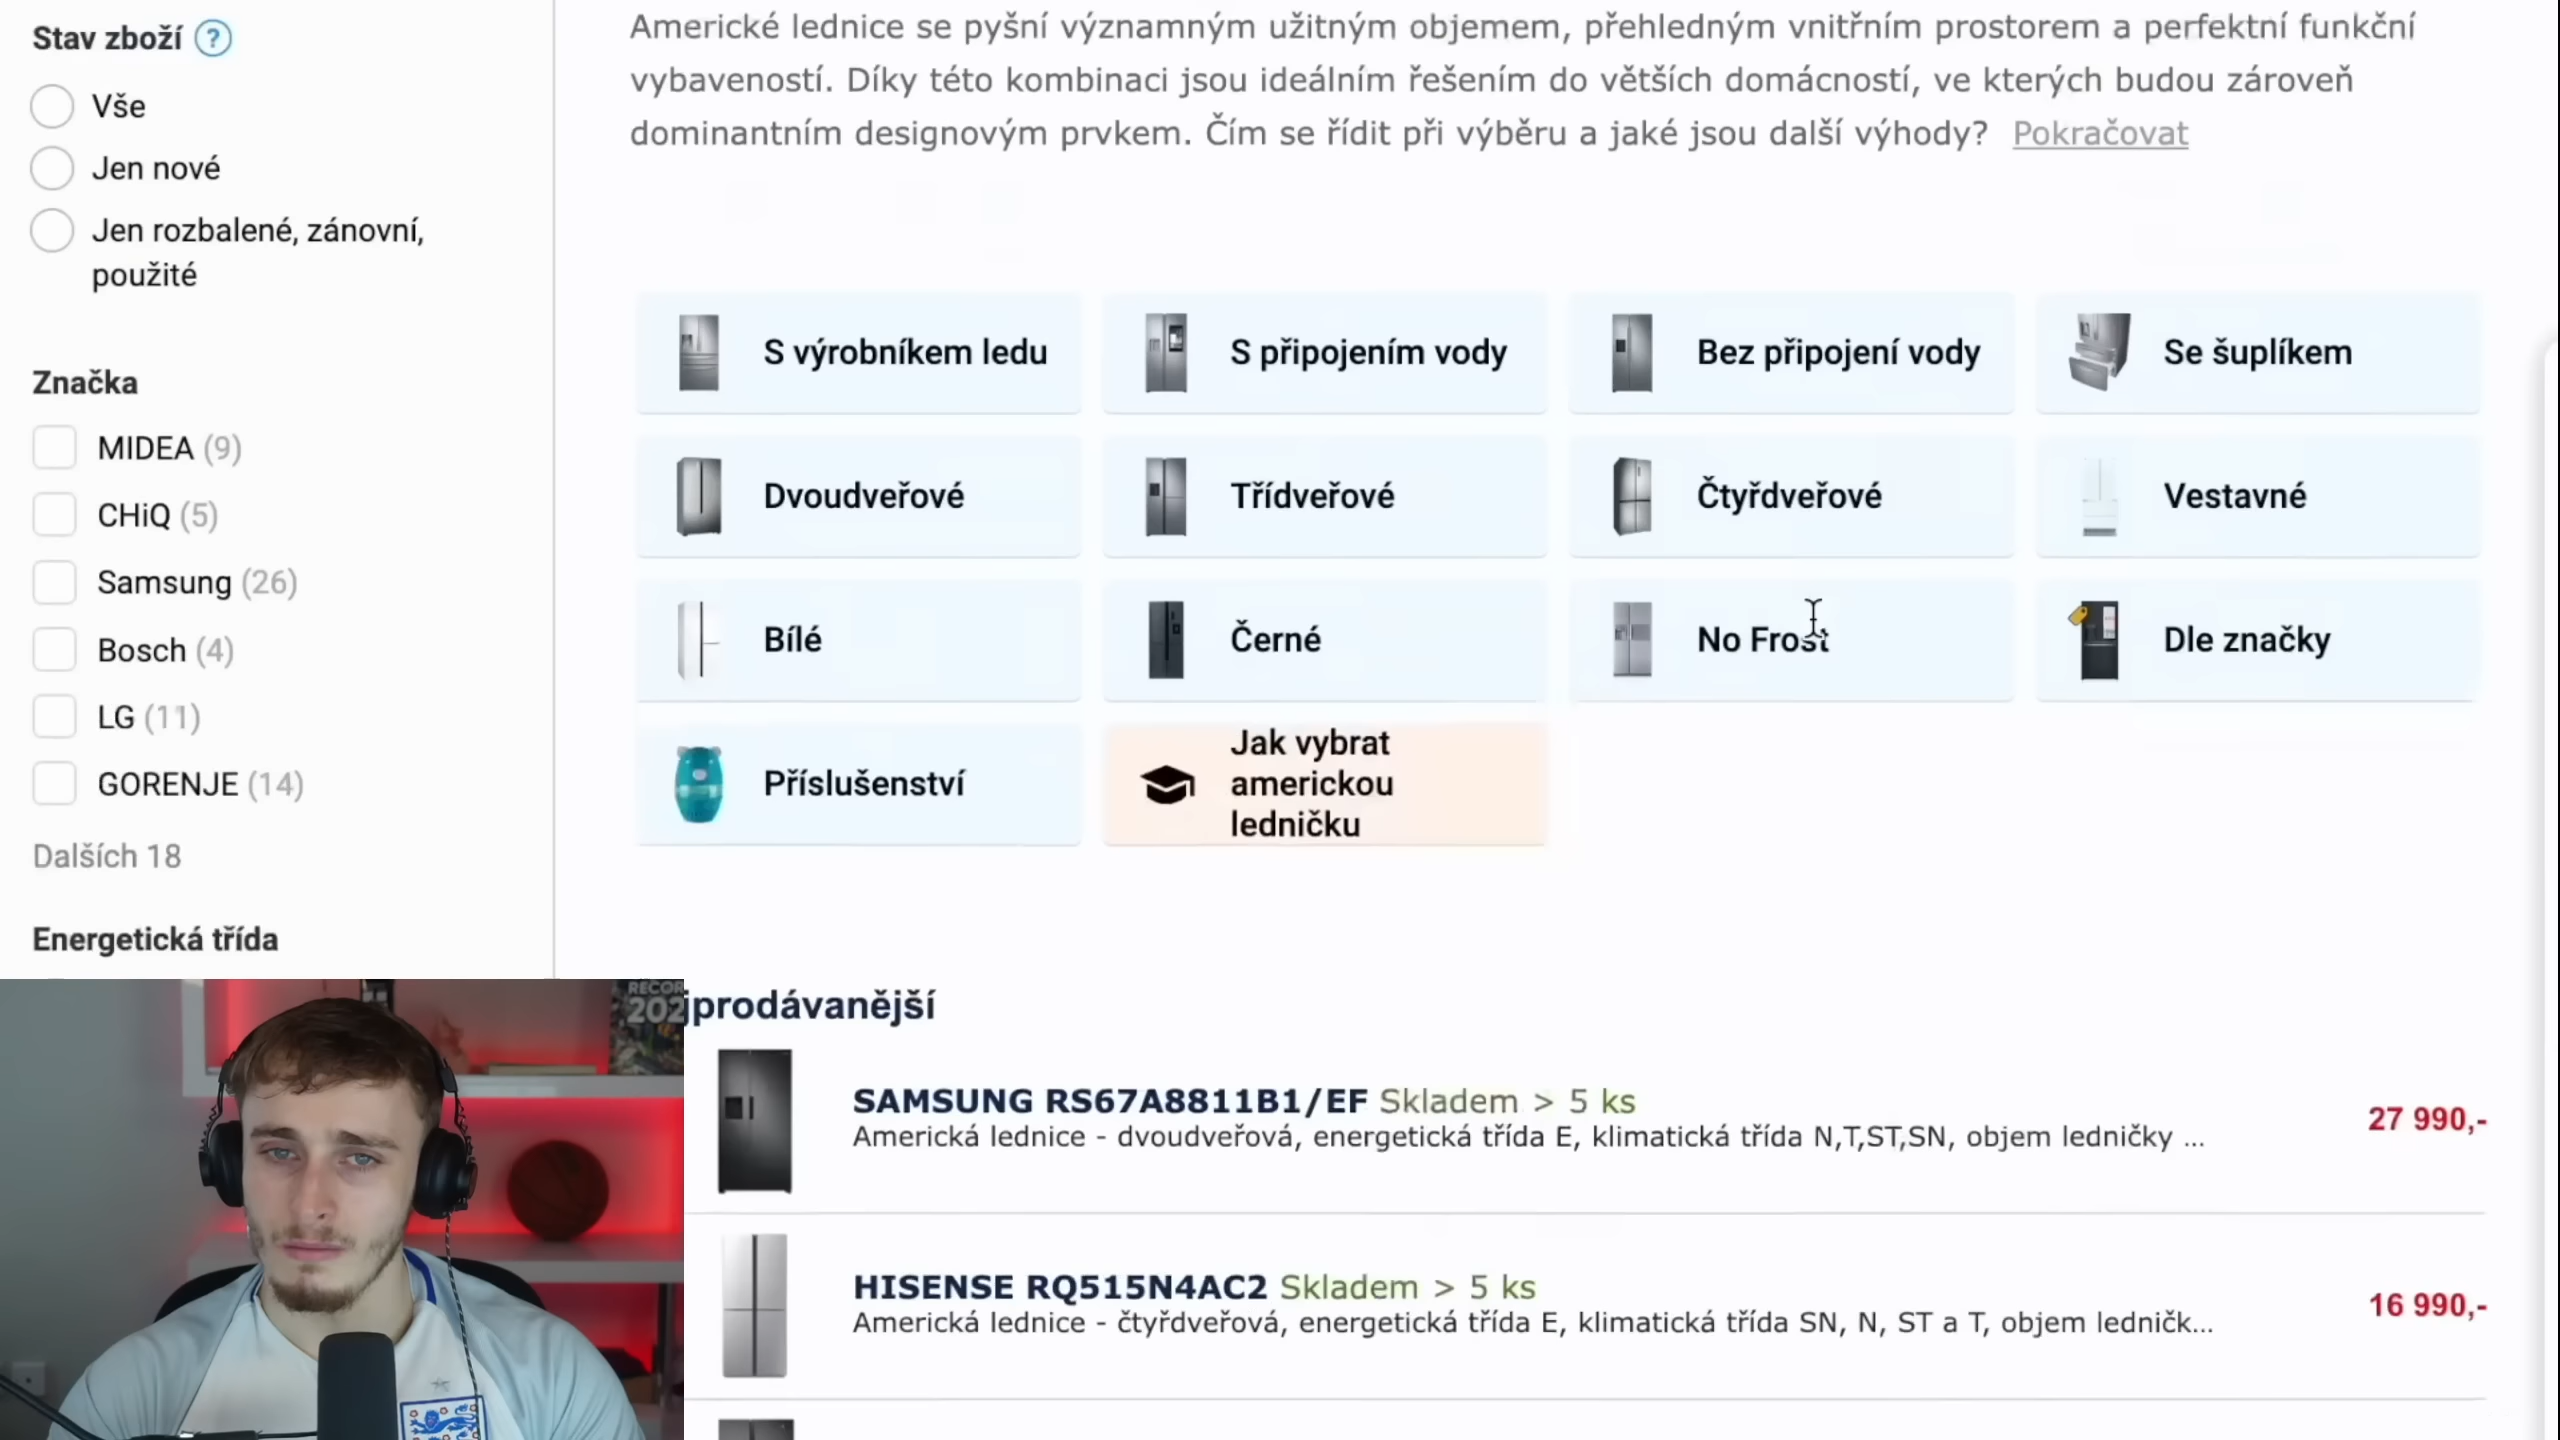 Stav zboží ?
Vše
Jen nové
Jen rozbalené, zánovní,
použité
Značka
MIDEA (9)
CHiQ (5)
Samsung (26)
Bosch (4)
LG (11)
GORENJE (14)
Dalších 18
Energetická třída
Americké lednice se pyšní významným užitným objemem, přehledným vnitřním prostorem a perfektní funkční
vybaveností. Díky této kombinaci jsou ideálním řešením do větších domácností, ve kterých budou zároveň
dominantním designovým prvkem. Čím se řídit při výběru a jaké jsou další výhody? Pokračovat
S výrobníkem ledu
S připojením vody
Bez připojení vody
Se šuplíkem
Dvoudveřové
Třídveřové
Čtyřdveřové
Vestavné
Bílé
Černé
No Frost
Dle značky
Příslušenství
Jak vybrat
americkou
ledničku
jprodávanější
SAMSUNG RS67A8811B1/EF Skladem > 5 ks
Americká lednice - dvoudveřová, energetická třída E, klimatická třída N,T,ST,SN, objem ledničky ...
27 990,-
HISENSE RQ515N4AC2 Skladem > 5 ks
Americká lednice - čtyřdveřová, energetická třída E, klimatická třída SN, N, ST a T, objem ledničk...
16 990,-
RECOR
202